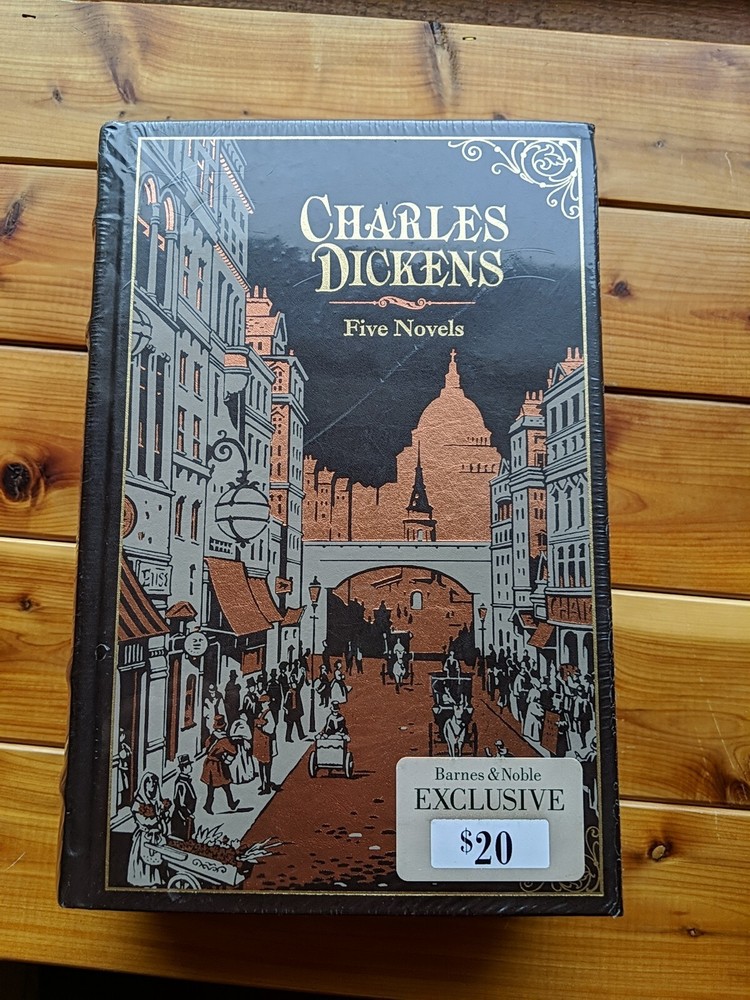 CHARLES
DICKENS
Five Novels
Barnes & Noble
EXCLUSIVE
$20